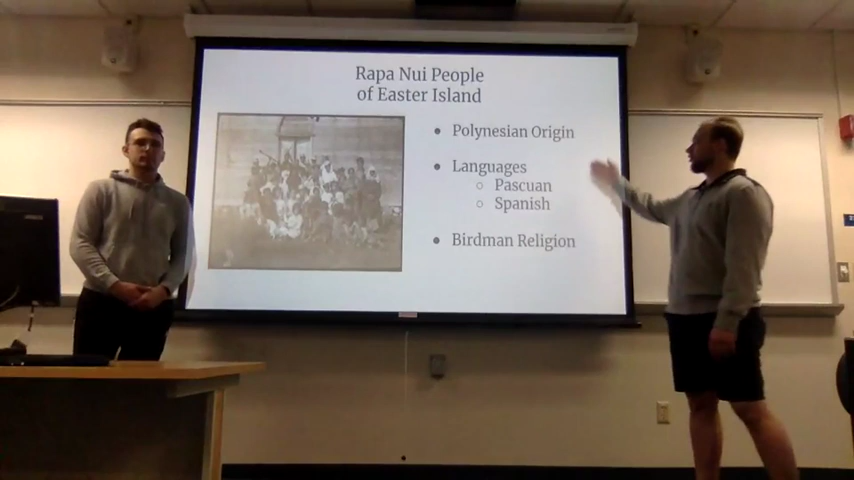 Rapa Nui People
of Easter Island
● Polynesian Origin
● Languages
○ Pascuan
○ Spanish
● Birdman Religion